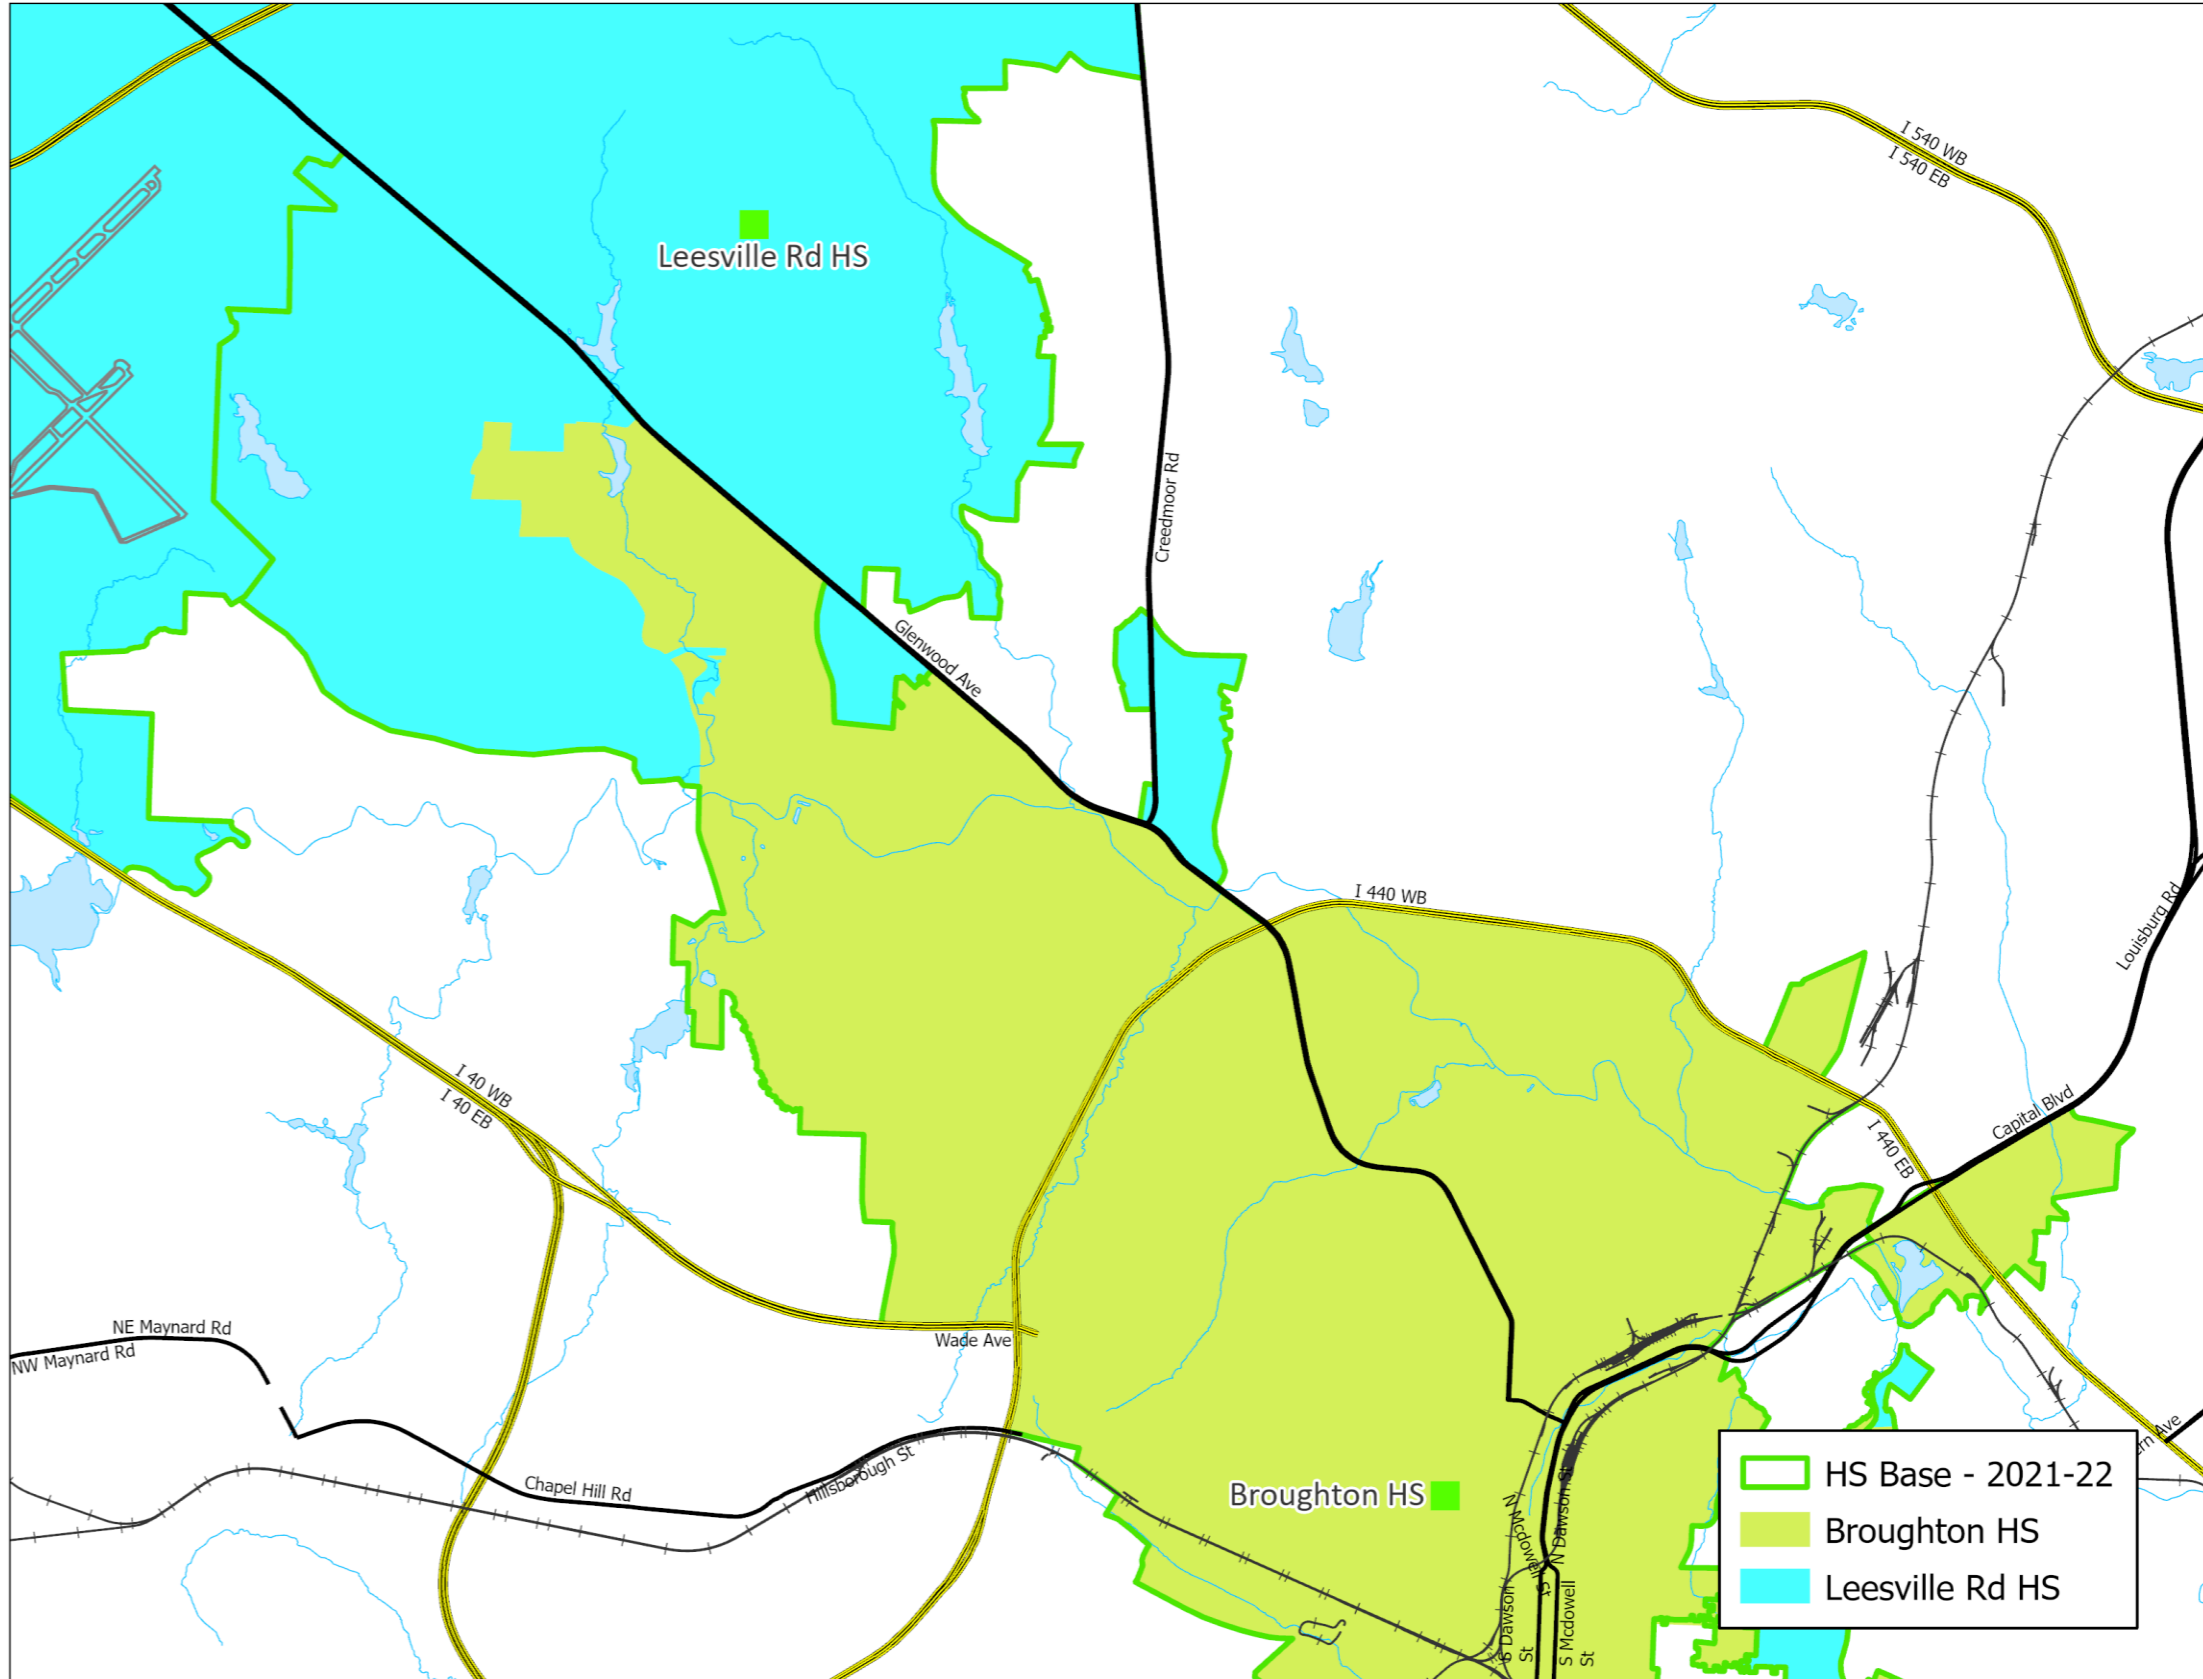 I 540 WB
I 540 EB
Leesville Rd HS
Creedmoor Rd
Glenwood Ave
I 440 WB
Louisburg Rd
I 40 WB
I 40 EB
Capital Blvd
I 440 EB
NE Maynard Rd
NW Maynard Rd
Wade Ave
Hillsborough St
Chapel Hill Rd
Broughton HS
N Mcdowell St
N Dawson St
S Dawson
St
S Mcdowell
St
rn Ave
HS Base - 2021-22
Broughton HS
Leesville Rd HS